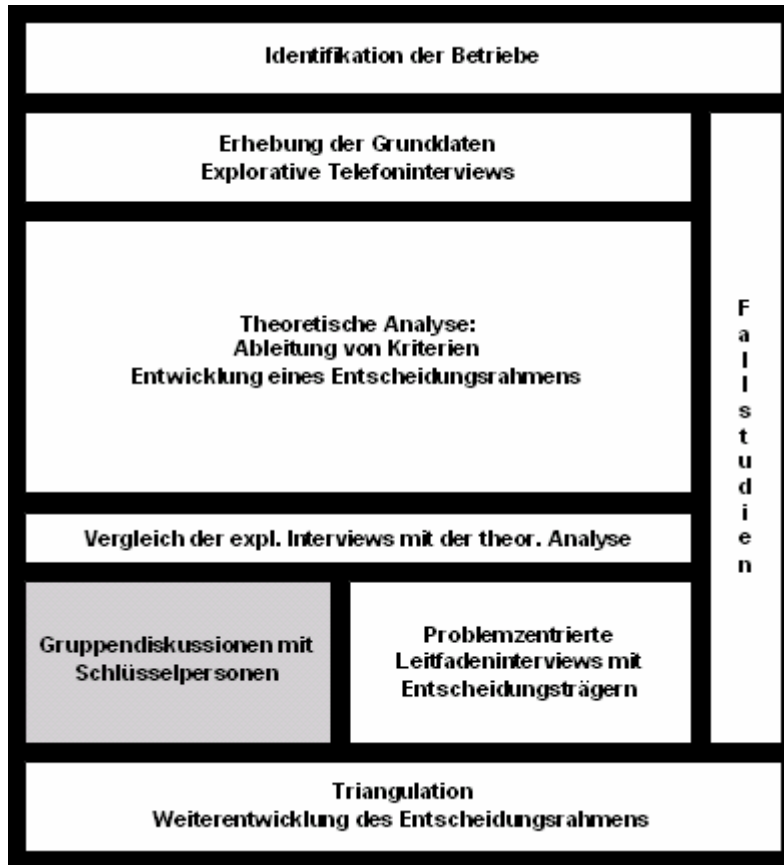 Identifikation der Betriebe
Erhebung der Grunddaten
Explorative Telefoninterviews
Theoretische Analyse:
Ableitung von Kriterien
Entwicklung eines Entscheidungsrahmens
Vergleich der expl. Interviews mit der theor. Analyse
Gruppendiskussionen mit
Schlüsselpersonen
Problemzentrierte
Leitfadeninterviews mit
Entscheidungsträgern
Fallstudien
Triangulation
Weiterentwicklung des Entscheidungsrahmens